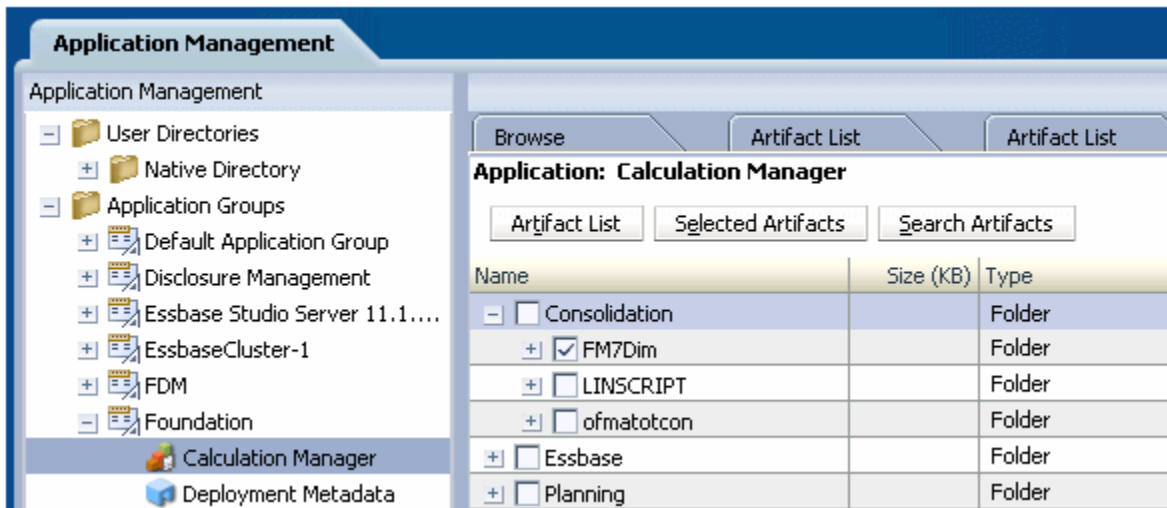 Application Management
Application Management
User Directories
Native Directory
Application Groups
Default Application Group
Disclosure Management
Essbase Studio Server 11.1....
EssbaseCluster-1
FDM
Foundation
Calculation Manager
Deployment Metadata
Browse Artifact List Artifact List
Application: Calculation Manager
Artifact List Selected Artifacts Search Artifacts
Name Size (KB) Type
Consolidation Folder
FM7Dim Folder
LINSCRIPT Folder
ofmatotcon Folder
Essbase Folder
Planning Folder